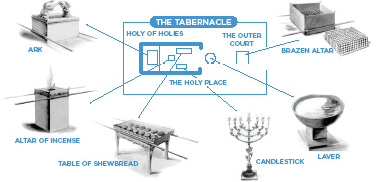 THE TABERNACLE
HOLY OF HOLIES
THE OUTER
COURT
ARK
BRAZEN ALTAR
THE HOLY PLACE
ALTAR OF INCENSE
TABLE OF SHEWBREAD
CANDLESTICK
LAVER